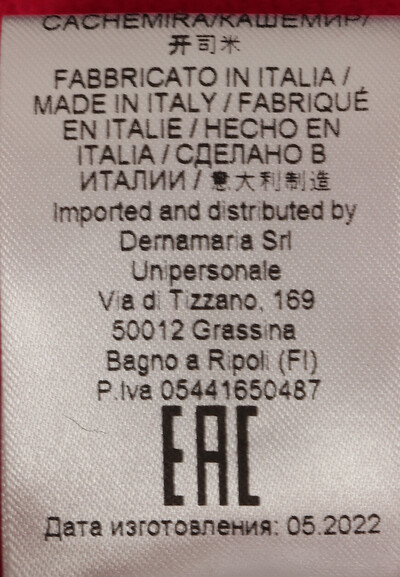 CACHEMIRA/КАШЕМИР/
开司米
FABBRICATO IN ITALIA /
MADE IN ITALY / FABRIQUÉ
EN ITALIE / HECHO EN
ITALIA / СДЕЛАНО В
ИТАЛИИ / 意大利制造
Imported and distributed by
Dernamaria Srl
Unipersonale
Via di Tizzano, 169
50012 Grassina
Bagno a Ripoli (FI)
P.Iva 05441650487
EAC
Дата изготовления: 05.2022